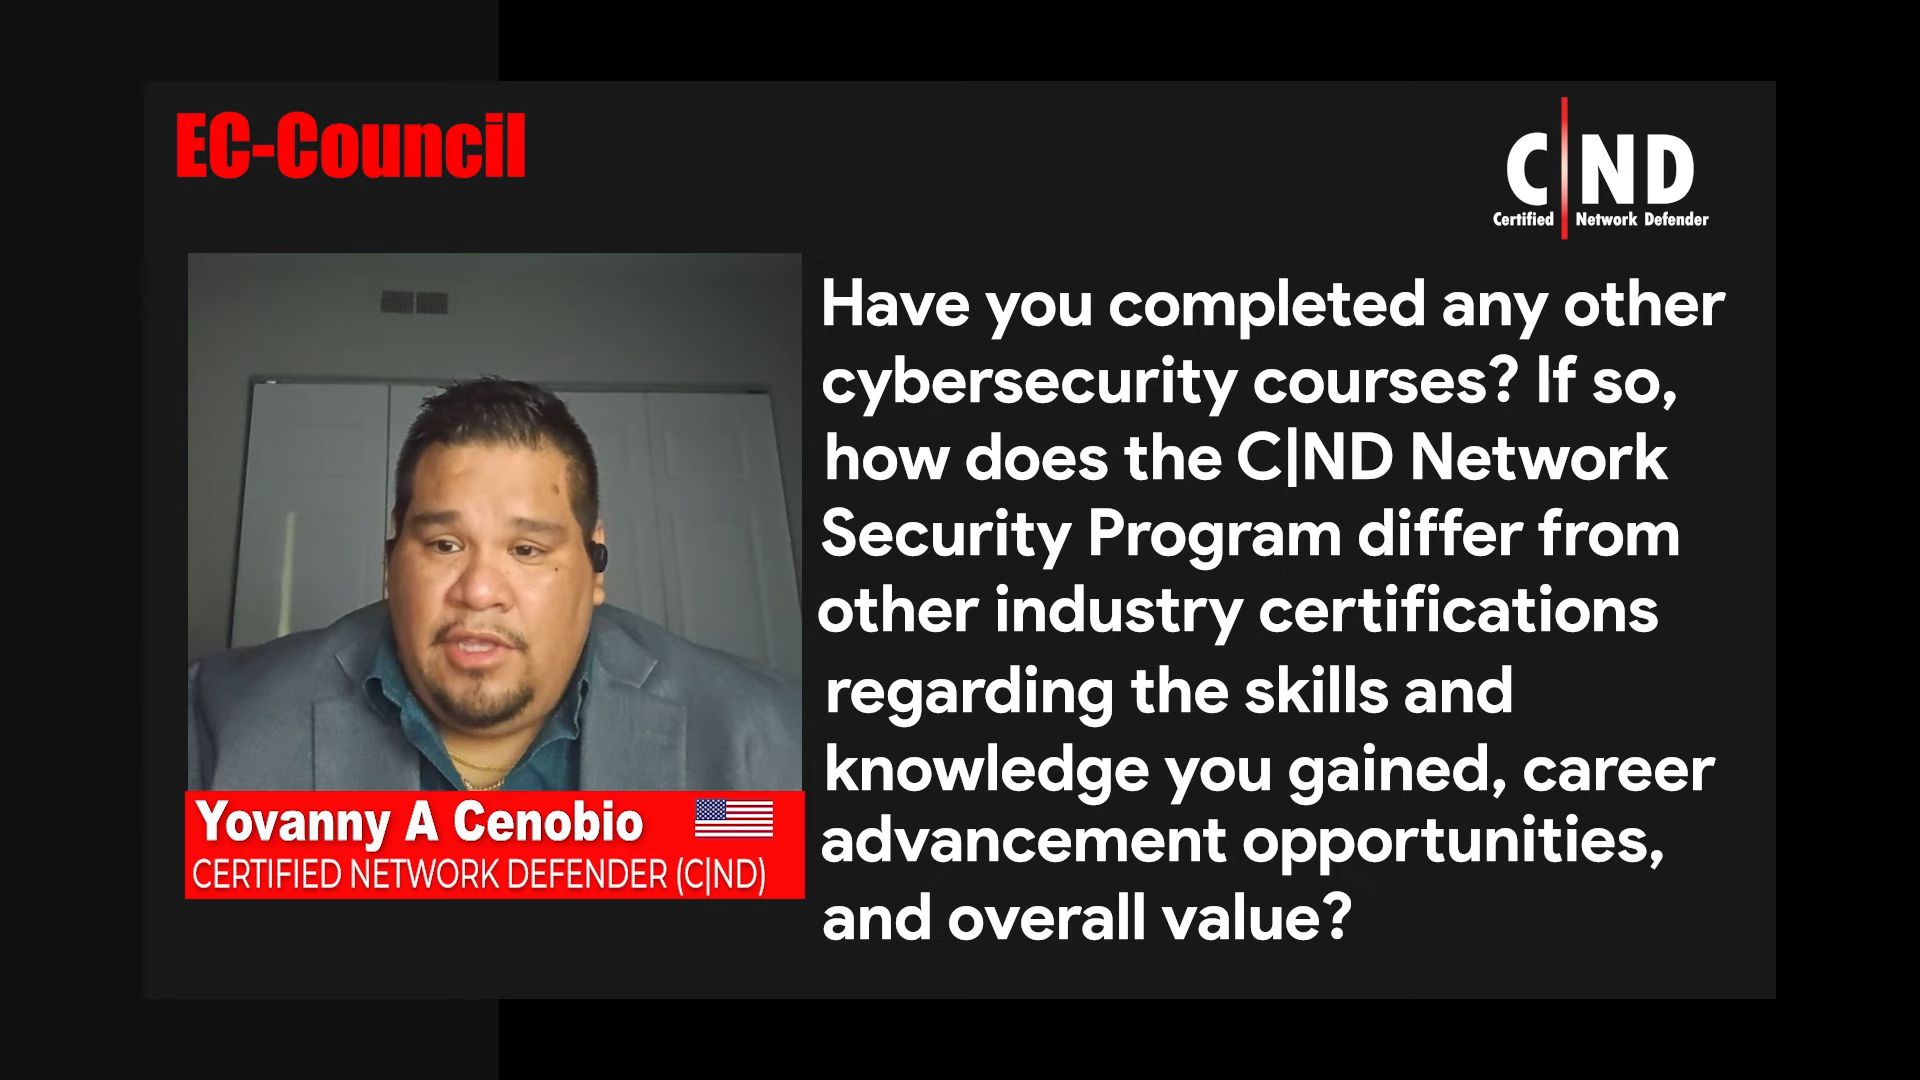 EC-Council
C|ND
Certified Network Defender
Have you completed any other
cybersecurity courses? If so,
how does the C|ND Network
Security Program differ from
other industry certifications
regarding the skills and
knowledge you gained, career
advancement opportunities,
and overall value?
Yovanny A Cenobio
CERTIFIED NETWORK DEFENDER (C|ND)